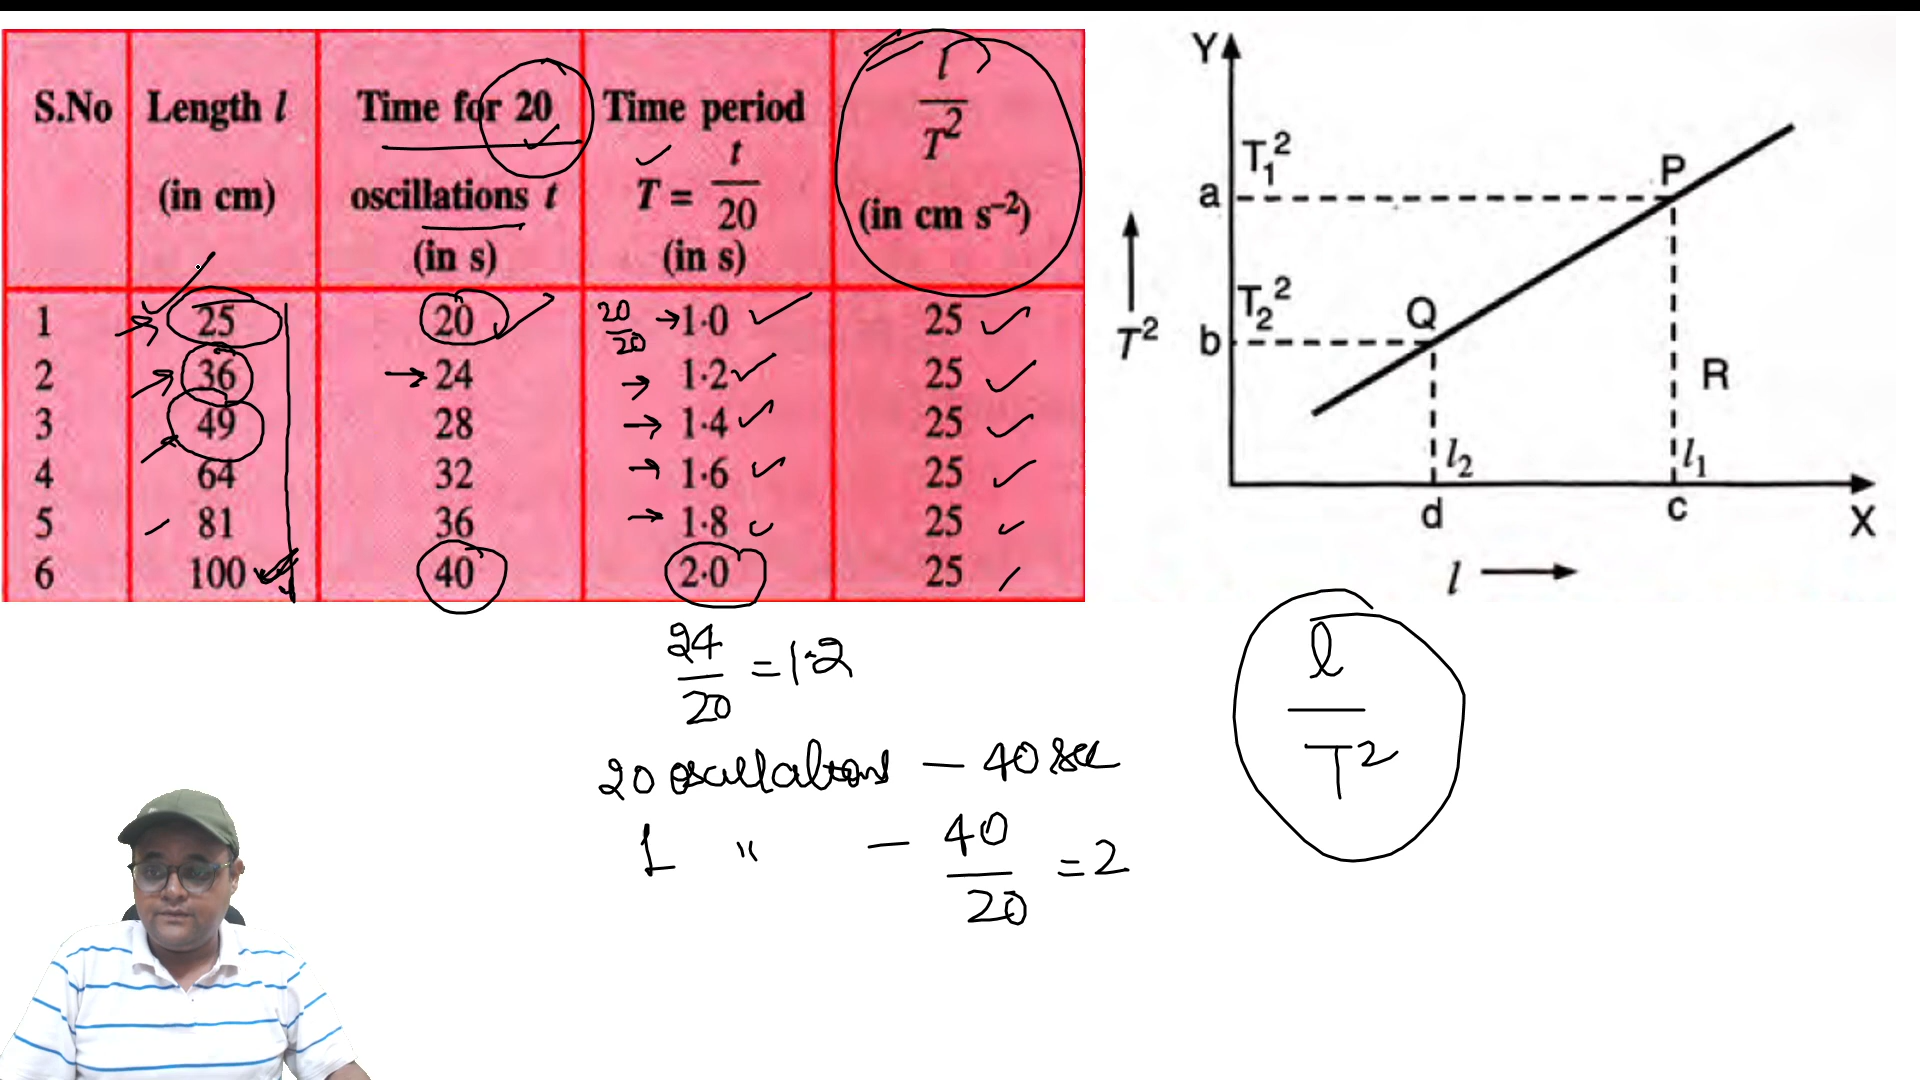 S.No Length l Time for 20 Time period l/T²
(in cm) oscillations t T = t/20 (in cm s⁻²)
(in s) (in s)
1 25 20 20/20 →1·0 25
2 36 24 1·2 25
3 49 28 1·4 25
4 64 32 1·6 25
5 81 36 1·8 25
6 100 40 2·0 25
Y
T₁²
a
P
T₂²
Q
T²
b
R
l₂
l₁
d
c
X
l
24/20 = 1·2
20 oscillations — 40 sec
1 " — 40/20 = 2
l/T²